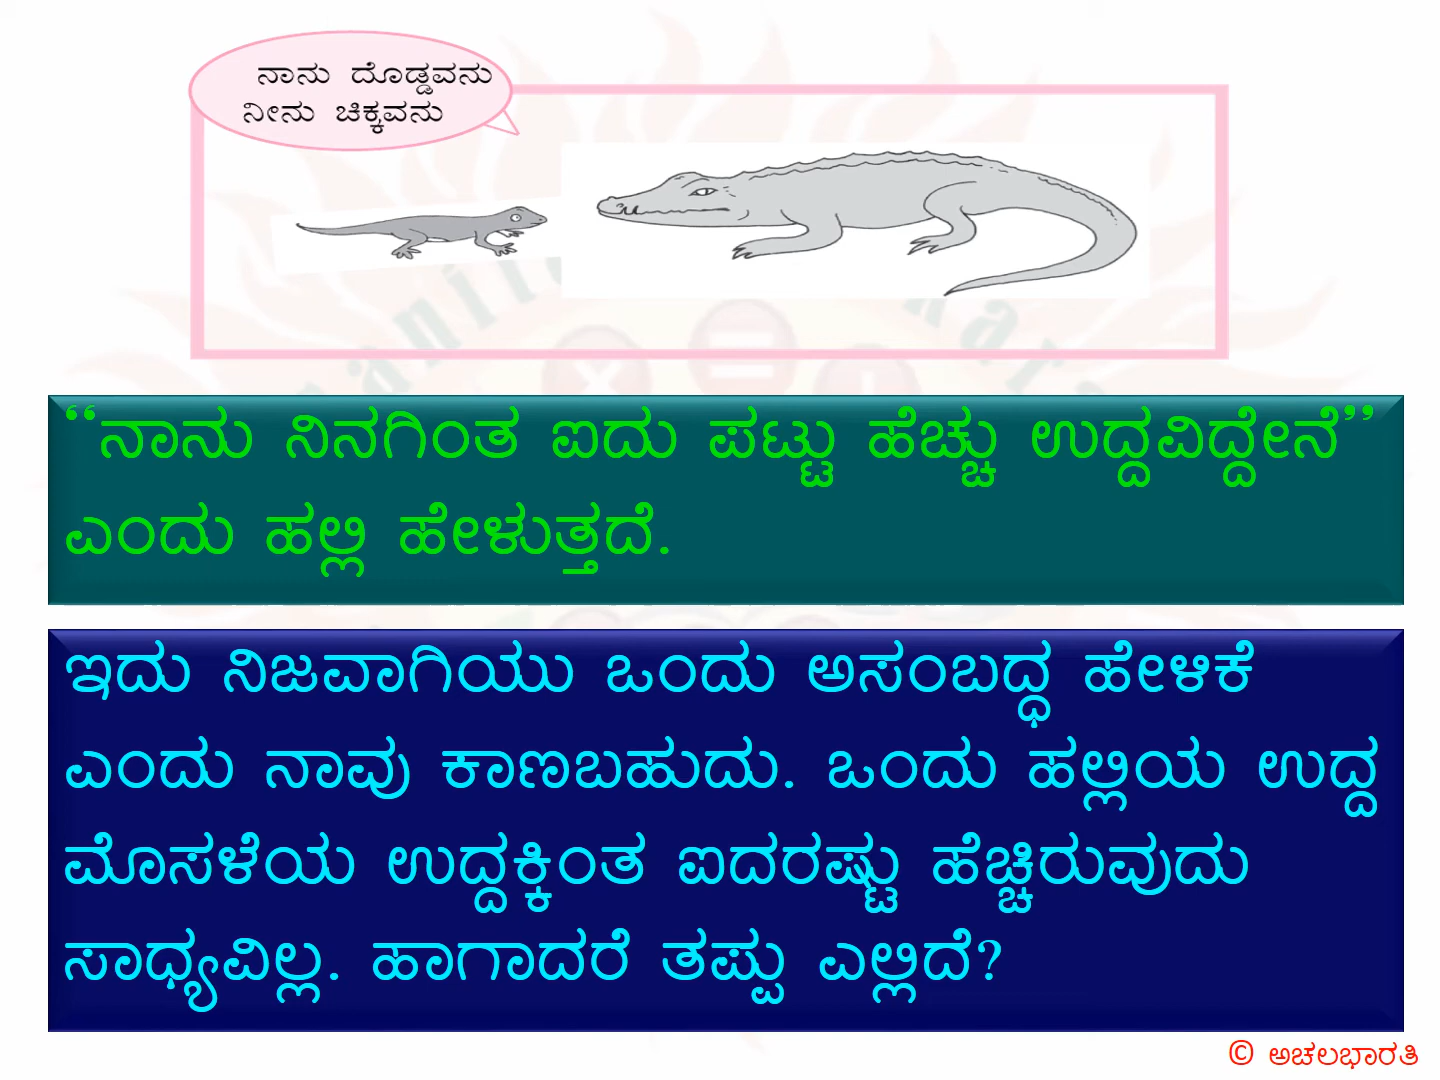 ನಾನು ದೊಡ್ಡವನು
ನೀನು ಚಿಕ್ಕವನು
“ನಾನು ನಿನಗಿಂತ ಐದು ಪಟ್ಟು ಹೆಚ್ಚು ಉದ್ದವಿದ್ದೇನೆ”
ಎಂದು ಹಲ್ಲಿ ಹೇಳುತ್ತದೆ.
ಇದು ನಿಜವಾಗಿಯು ಒಂದು ಅಸಂಬದ್ಧ ಹೇಳಿಕೆ
ಎಂದು ನಾವು ಕಾಣಬಹುದು. ಒಂದು ಹಲ್ಲಿಯ ಉದ್ದ
ಮೊಸಳೆಯ ಉದ್ದಕ್ಕಿಂತ ಐದರಷ್ಟು ಹೆಚ್ಚಿರುವುದು
ಸಾಧ್ಯವಿಲ್ಲ. ಹಾಗಾದರೆ ತಪ್ಪು ಎಲ್ಲಿದೆ?
© ಅಚಲಭಾರತಿ